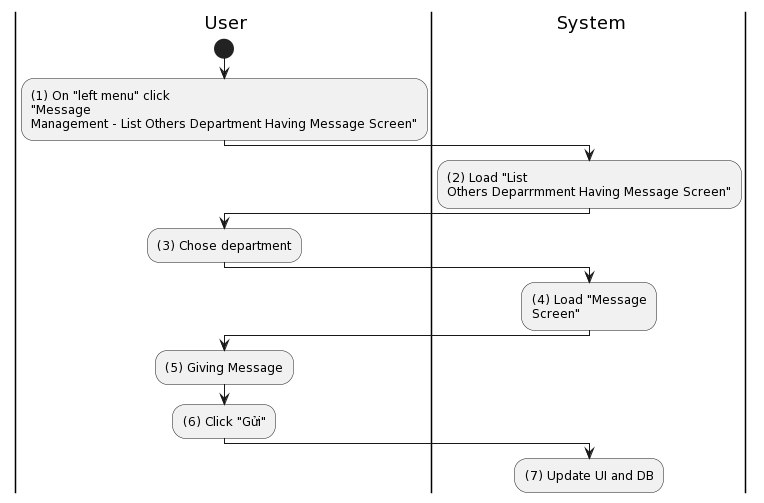 User
System
(1) On "left menu" click
"Message
Management - List Others Department Having Message Screen"
(2) Load "List
Others Deparrmment Having Message Screen"
(3) Chose department
(4) Load "Message
Screen"
(5) Giving Message
(6) Click "Gửi"
(7) Update UI and DB